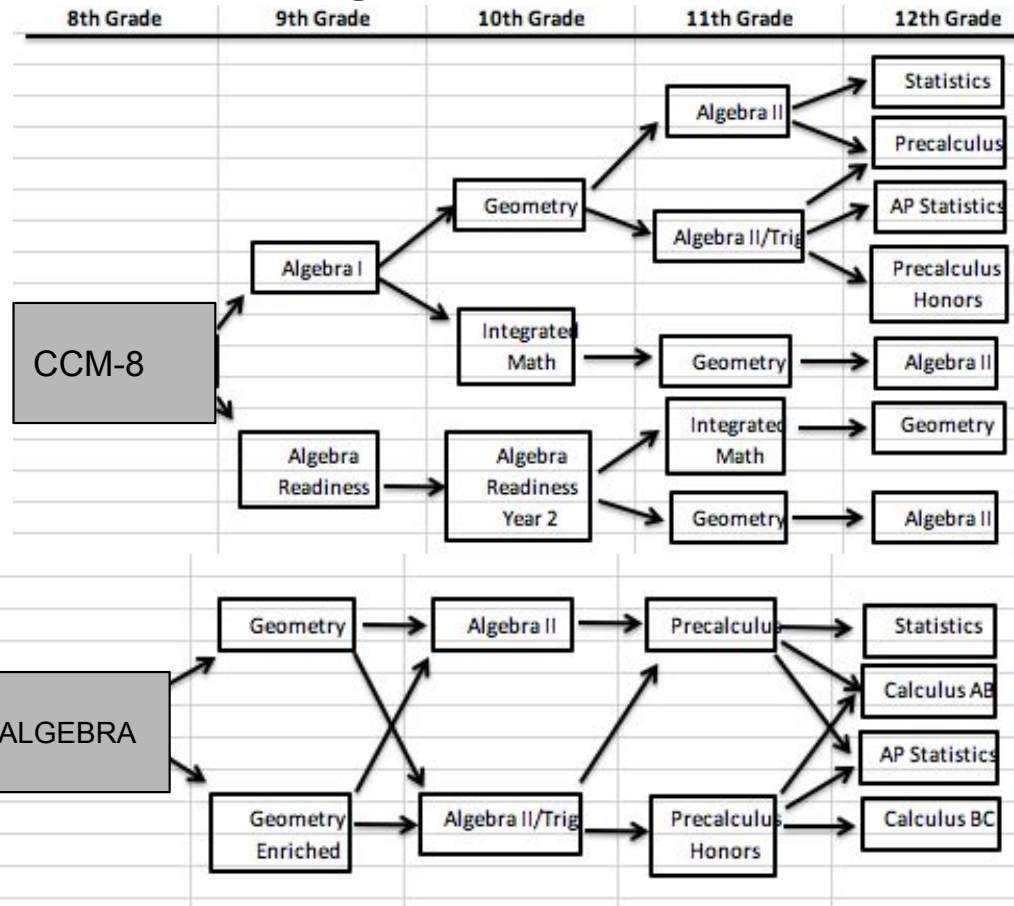 8th Grade 9th Grade 10th Grade 11th Grade 12th Grade
Statistics
Algebra II
Precalculus
Geometry
AP Statistics
Algebra II/Trig
Algebra I
Precalculus
Honors
CCM-8
Integrated
Math
Geometry
Algebra II
Integrated
Math
Geometry
Algebra
Readiness
Algebra
Readiness
Year 2
Geometry
Algebra II
Geometry
Algebra II
Precalculus
Statistics
Calculus AB
ALGEBRA
AP Statistics
Geometry
Enriched
Algebra II/Trig
Precalculus
Honors
Calculus BC